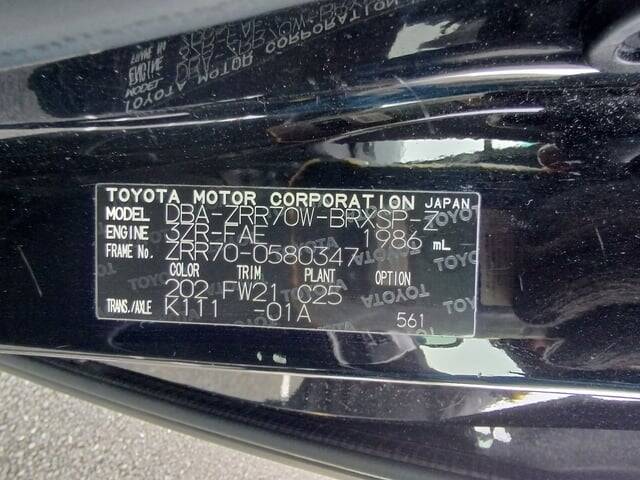 TOYOTA MOTOR CORPORATION JAPAN
MODEL DBA-ZRR70W-BRXSP-Z
ENGINE 3ZR-FAE 1986 mL
FRAME No. ZRR70-0580347
COLOR TRIM PLANT OPTION
202 FW21 C25
TRANS./AXLE K111 -01A
561